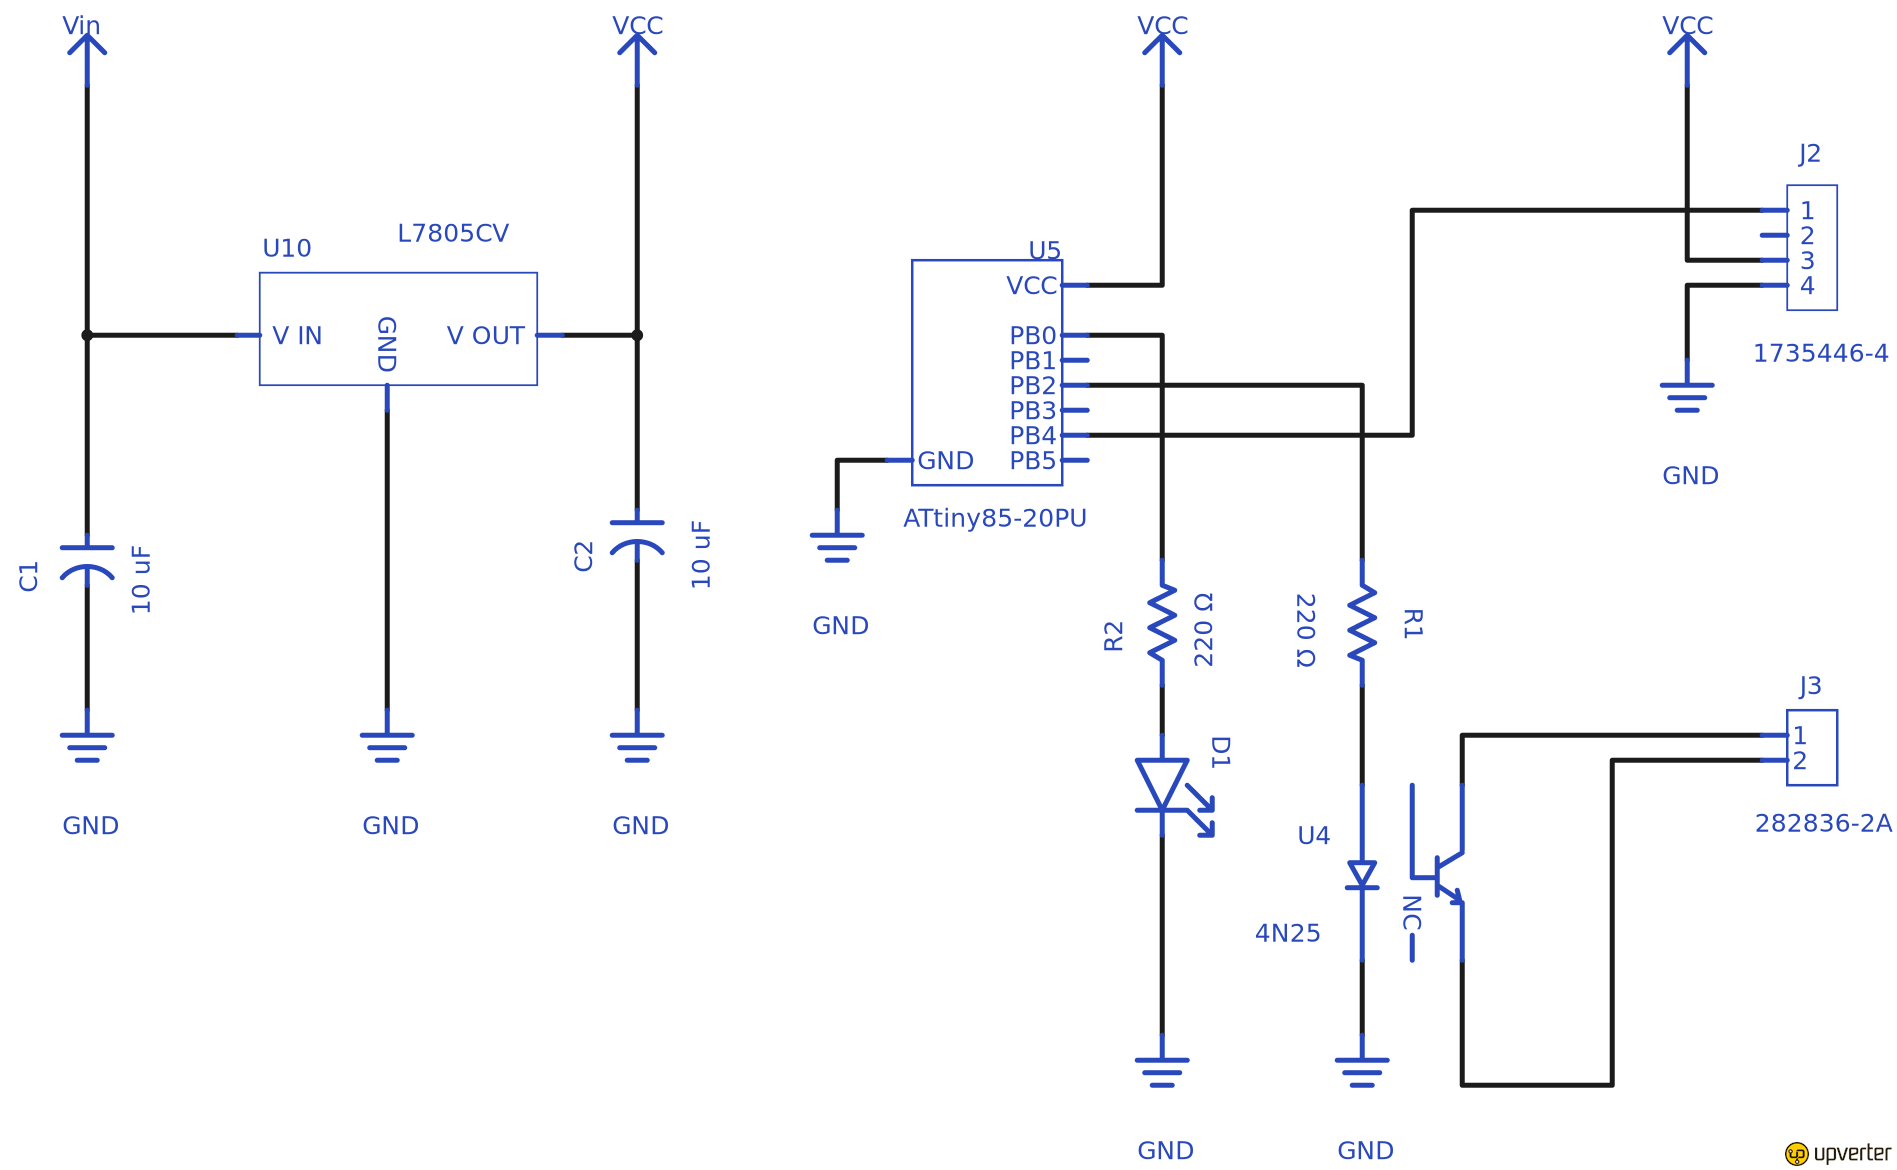 Vin
VCC
VCC
VCC
U10
L7805CV
V IN
GND
V OUT
C1
10 uF
C2
10 uF
GND
GND
GND
U5
VCC
PB0
PB1
PB2
PB3
PB4
PB5
GND
ATtiny85-20PU
GND
R2
220 Ω
220 Ω
R1
D1
U4
4N25
NC
GND
GND
J2
1
2
3
4
1735446-4
GND
J3
1
2
282836-2A
upverter